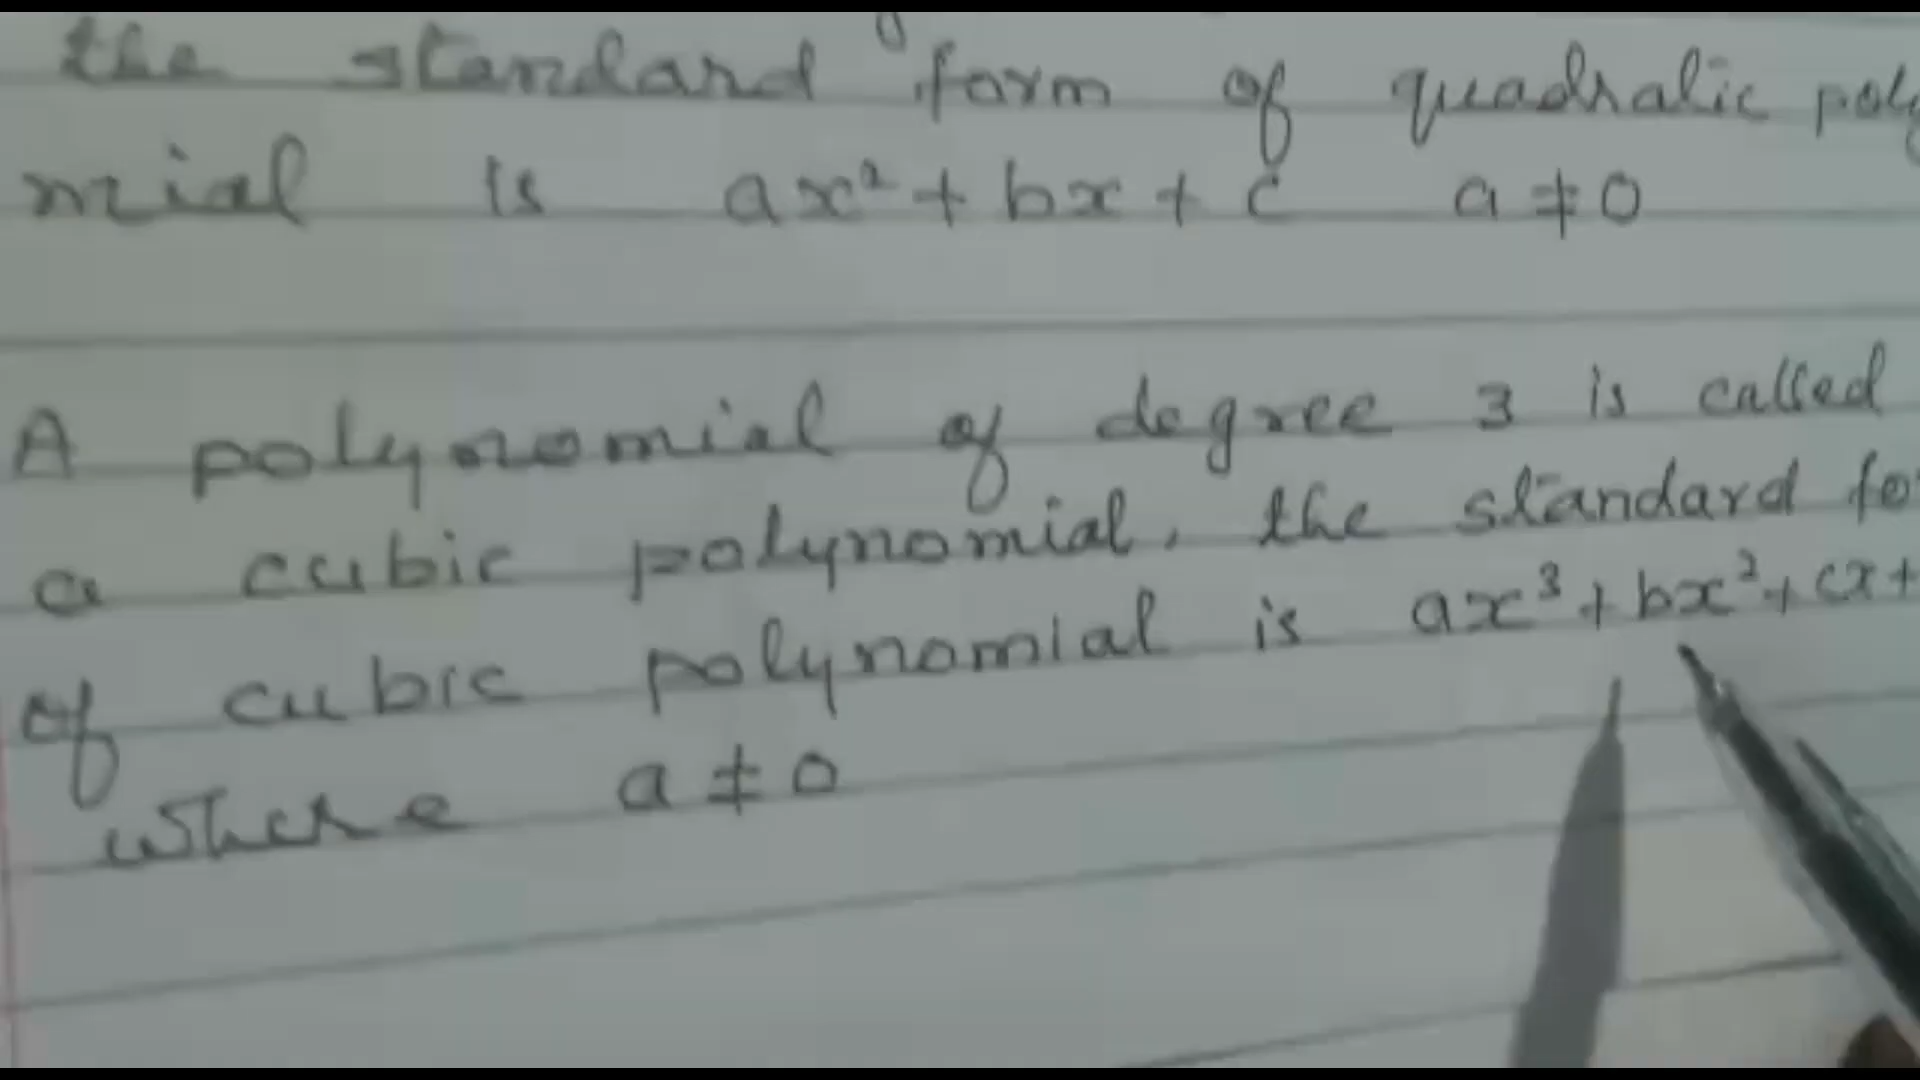 the standard form of quadratic poly
mial is ax² + bx + c a ≠ 0
A polynomial of degree 3 is called
a cubic polynomial, the standard fo
of cubic polynomial is ax³ + bx² + cx +
where a ≠ 0